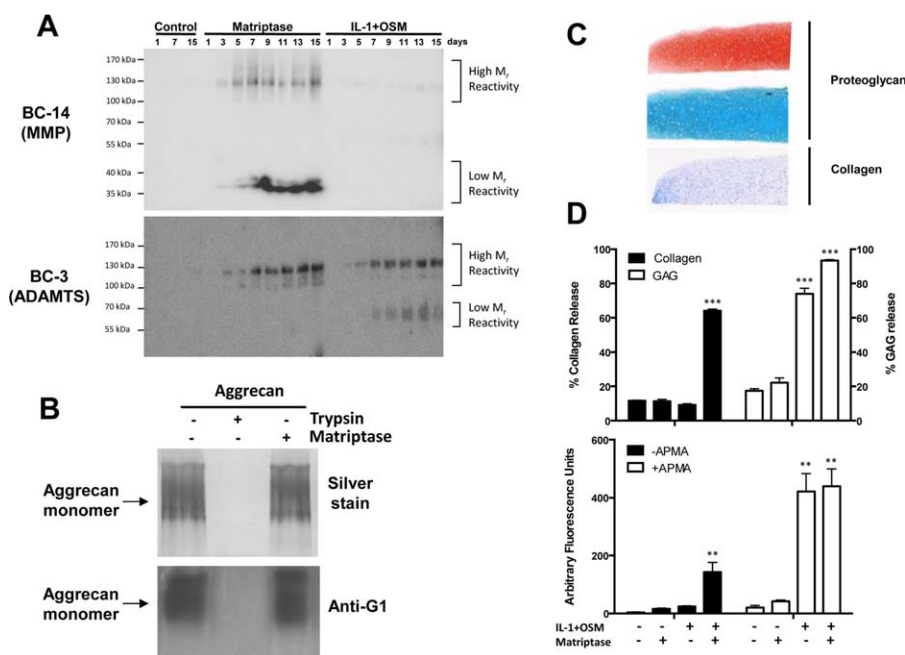 A
Control Matriptase IL-1+OSM
1 7 15 1 3 5 7 9 11 13 15 1 3 5 7 9 11 13 15 days
BC-14
(MMP)
170 kDa
130 kDa
100 kDa
40 kDa
35 kDa
High Mr
Reactivity
Low Mr
Reactivity
BC-3
(ADAMTS)
170 kDa
130 kDa
100 kDa
70 kDa
55 kDa
High Mr
Reactivity
Low Mr
Reactivity
B
Aggrecan
- + - Trypsin
- - + Matriptase
Aggrecan
monomer
Silver
stain
Aggrecan
monomer
Anti-G1
C
Proteoglycan
Collagen
D
% Collagen Release
100
80
60
40
20
0
Collagen
GAG
***
***
***
100
80
60
40
20
0
% GAG release
Arbitrary Fluorescence Units
600
400
200
0
-APMA
+APMA
**
**
**
IL-1+OSM - - + + - - + +
Matriptase - + - + - + - +